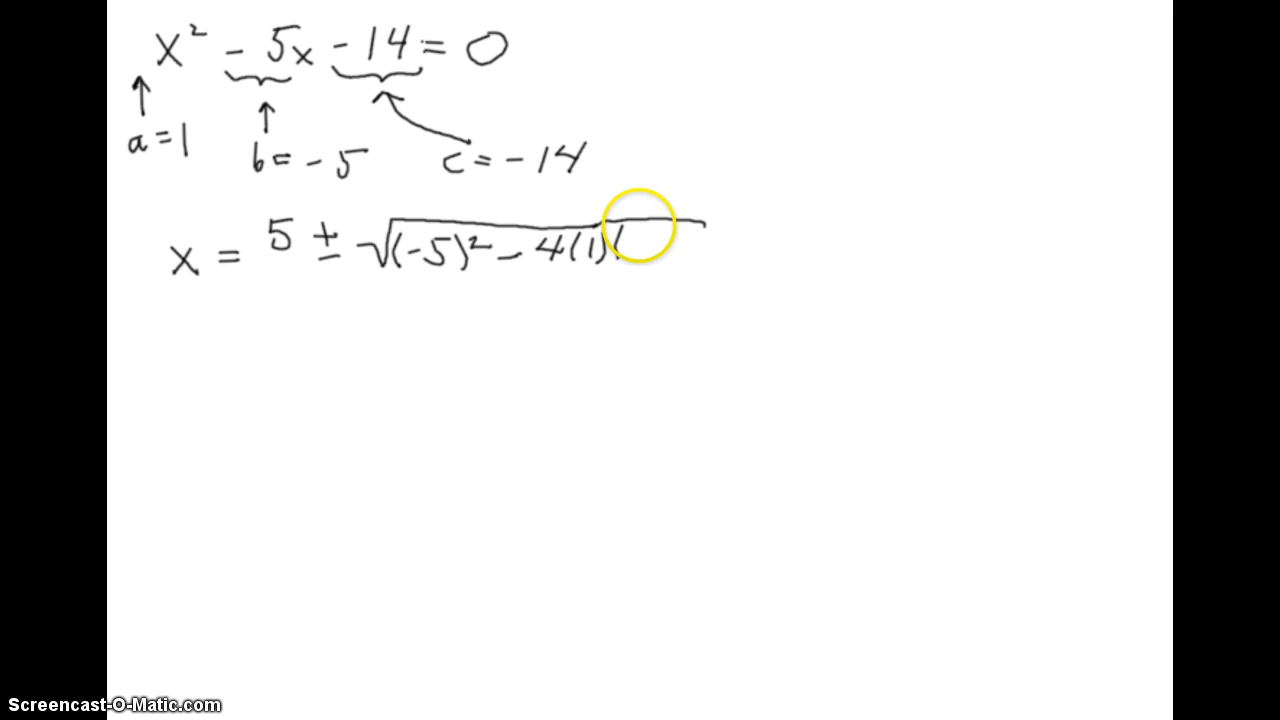 x² - 5x - 14 = 0
a = 1 b = -5 c = -14
x = 5 ± √(-5)² - 4(1)(
Screencast-O-Matic.com